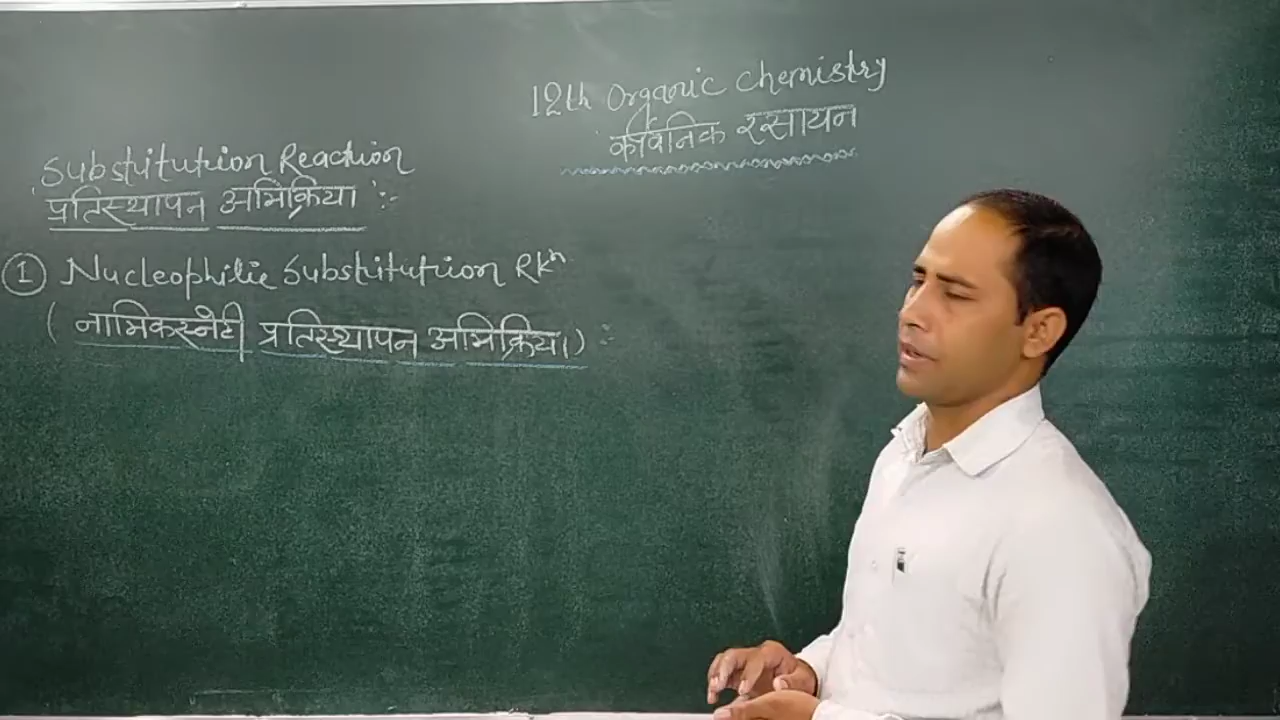 12th Organic Chemistry
कार्बनिक रसायन
Substitution Reaction
प्रतिस्थापन अभिक्रिया :-
① Nucleophilic Substitution Rkⁿ
( नाभिकस्नेही प्रतिस्थापन अभिक्रिया ) :-